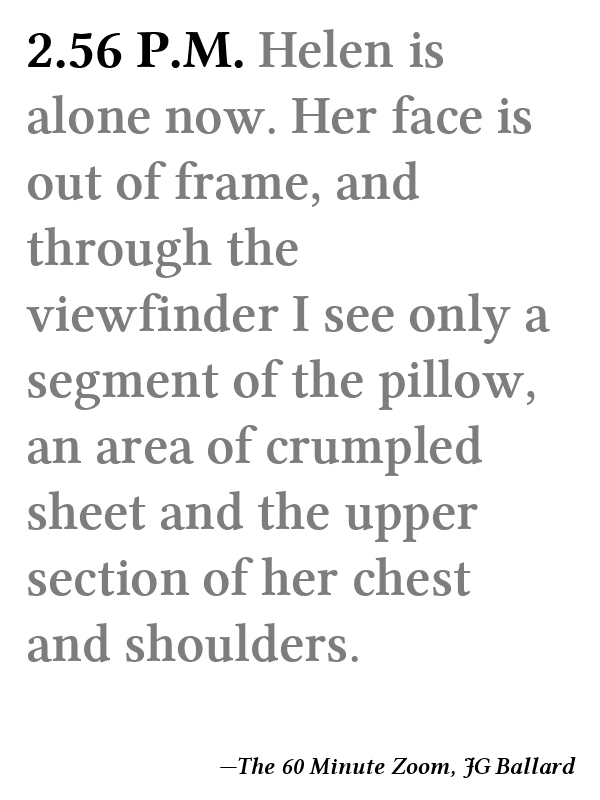 2.56 P.M. Helen is
alone now. Her face is
out of frame, and
through the
viewfinder I see only a
segment of the pillow,
an area of crumpled
sheet and the upper
section of her chest
and shoulders.
—The 60 Minute Zoom, JG Ballard